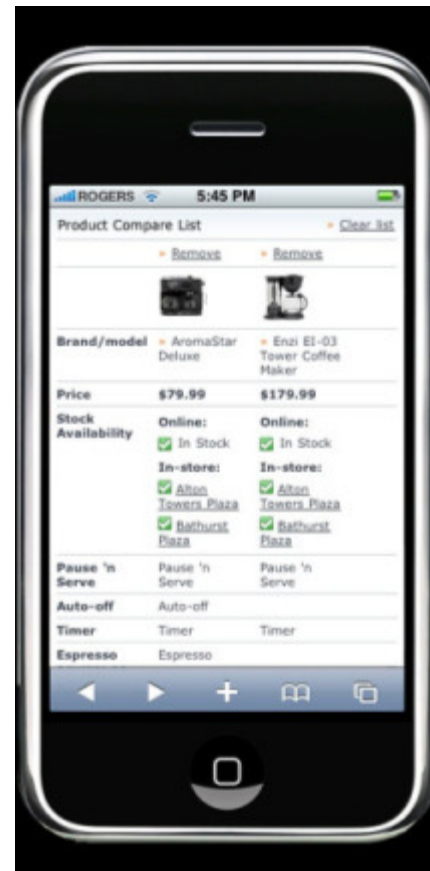 ROGERS 5:45 PM
Product Compare List » Clear list
» Remove » Remove
Brand/model » AromaStar Deluxe » Enzi EI-03 Tower Coffee Maker
Price $79.99 $179.99
Stock Availability Online: Online:
In Stock In Stock
In-store: In-store:
Alton Towers Plaza Alton Towers Plaza
Bathurst Plaza Bathurst Plaza
Pause 'n Serve Pause 'n Serve Pause 'n Serve
Auto-off Auto-off
Timer Timer Timer
Espresso Espresso